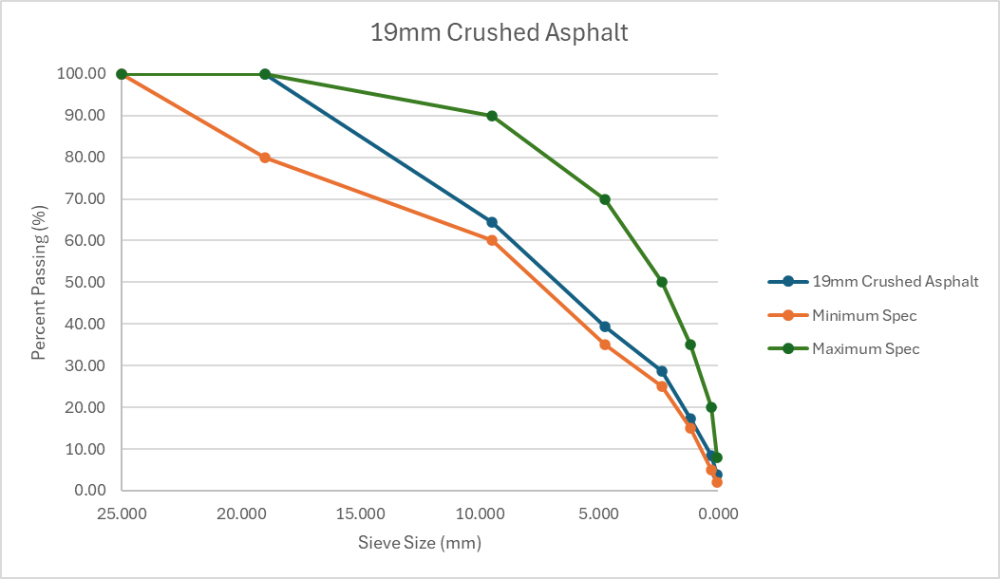 19mm Crushed Asphalt
100.00
90.00
80.00
70.00
60.00
50.00
40.00
30.00
20.00
10.00
0.00
Percent Passing (%)
25.000 20.000 15.000 10.000 5.000 0.000
Sieve Size (mm)
19mm Crushed Asphalt
Minimum Spec
Maximum Spec